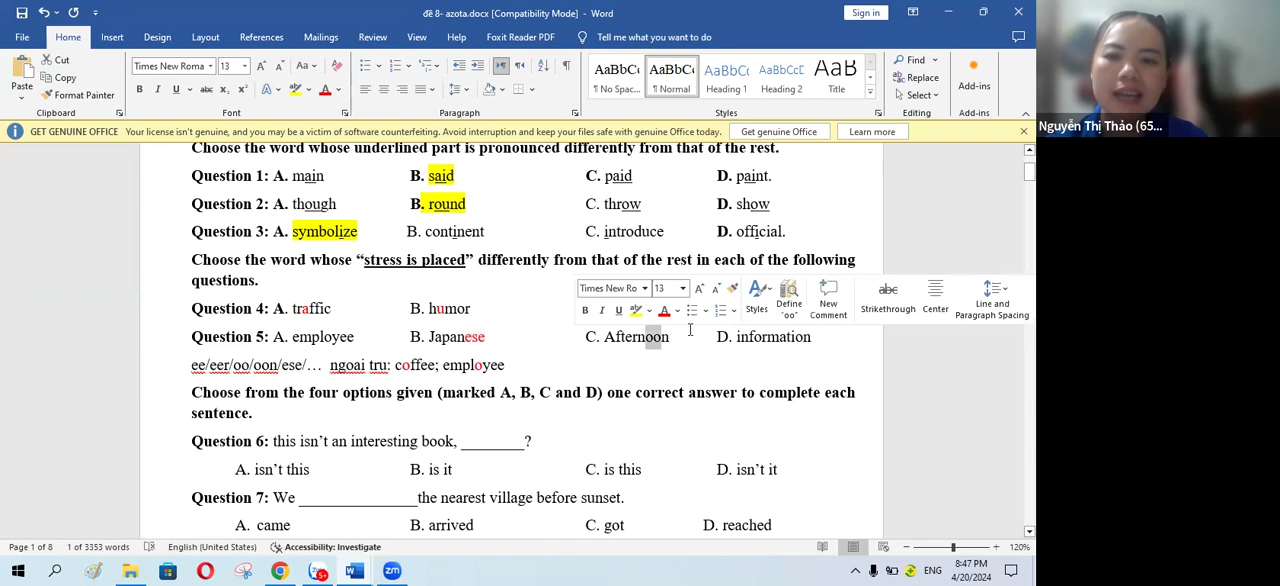 đề 8- azota.docx [Compatibility Mode] - Word
Sign in
File Home Insert Design Layout References Mailings Review View Help Foxit Reader PDF Tell me what you want to do
Paste
Cut
Copy
Format Painter
Times New Roma 13
AaBbCc AaBbCc AaBbCc AaBbCcD AaB
¶ No Spac... ¶ Normal Heading 1 Heading 2 Title
Find
Replace
Select
Add-ins
Clipboard Font Paragraph Styles Editing Add-ins
GET GENUINE OFFICE Your license isn't genuine, and you may be a victim of software counterfeiting. Avoid interruption and keep your files safe with genuine Office today. Get genuine Office Learn more
Nguyễn Thị Thảo (65...
Choose the word whose underlined part is pronounced differently from that of the rest.
Question 1: A. main B. said C. paid D. paint.
Question 2: A. though B. round C. throw D. show
Question 3: A. symbolize B. continent C. introduce D. official.
Choose the word whose “stress is placed” differently from that of the rest in each of the following
questions.
Question 4: A. traffic B. humor
Times New Ro 13
Styles Define "oo" New Comment Strikethrough Center Line and Paragraph Spacing
Question 5: A. employee B. Japanese C. Afternoon D. information
ee/eer/oo/oon/ese/… ngoai tru: coffee; employee
Choose from the four options given (marked A, B, C and D) one correct answer to complete each
sentence.
Question 6: this isn’t an interesting book, ________?
A. isn’t this B. is it C. is this D. isn’t it
Question 7: We ______________the nearest village before sunset.
A. came B. arrived C. got D. reached
Page 1 of 8 1 of 3353 words English (United States) Accessibility: Investigate 120%
ENG 8:47 PM
4/20/2024